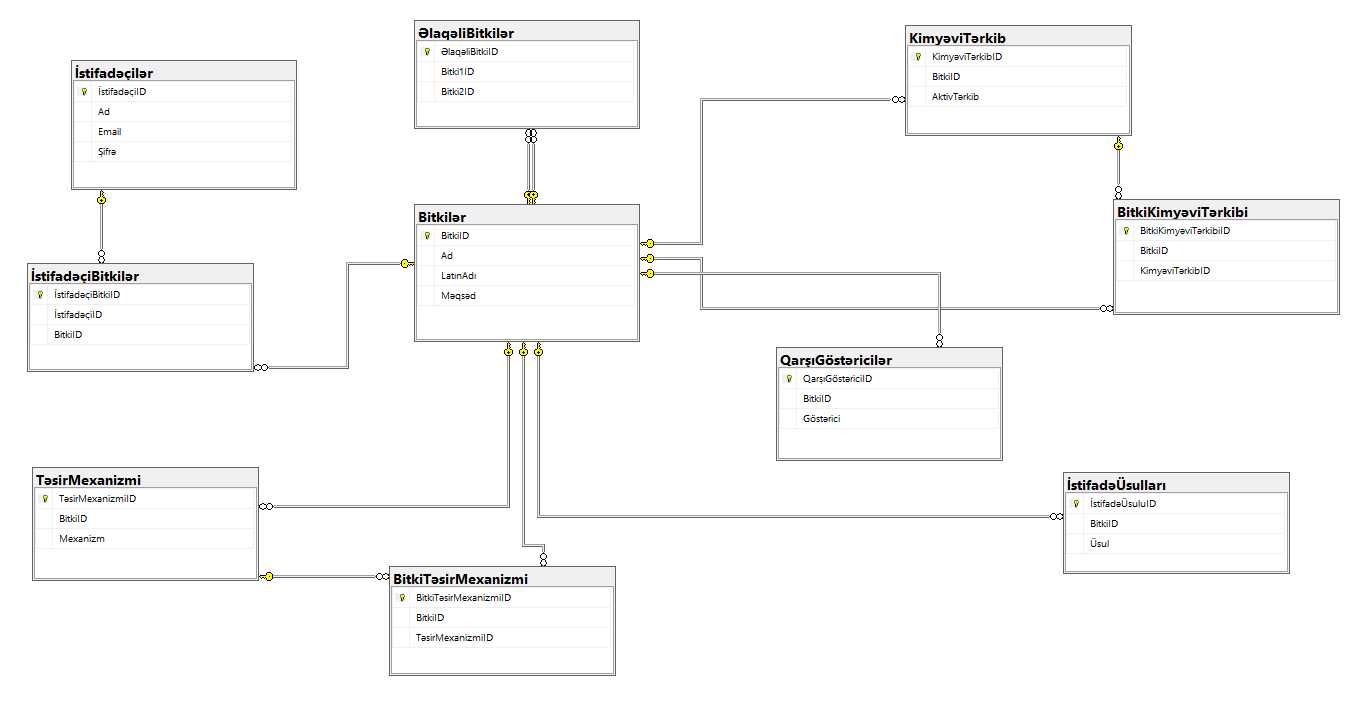 ƏlaqəliBitkilər
ƏlaqəliBitkiID
Bitki1ID
Bitki2ID
KimyəviTərkib
KimyəviTərkibID
BitkiID
AktivTərkib
İstifadəçilər
İstifadəçiID
Ad
Email
Şifrə
Bitkilər
BitkiID
Ad
LatınAdı
Məqsəd
BitkiKimyəviTərkibi
BitkiKimyəviTərkibiID
BitkiID
KimyəviTərkibID
İstifadəçiBitkilər
İstifadəçiBitkiID
İstifadəçiID
BitkiID
QarşıGöstəricilər
QarşıGöstəriciID
BitkiID
Göstərici
TəsirMexanizmi
TəsirMexanizmiID
BitkiID
Mexanizm
İstifadəÜsulları
İstifadəÜsuluID
BitkiID
Üsul
BitkiTəsirMexanizmi
BitkiTəsirMexanizmiID
BitkiID
TəsirMexanizmiID